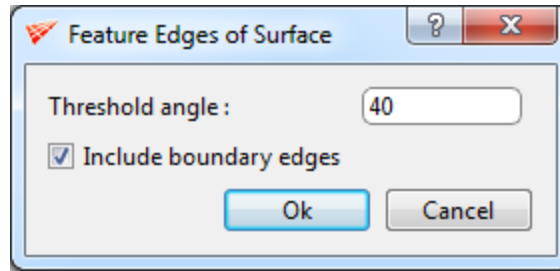 Feature Edges of Surface
?
Threshold angle :
40
Include boundary edges
Ok
Cancel